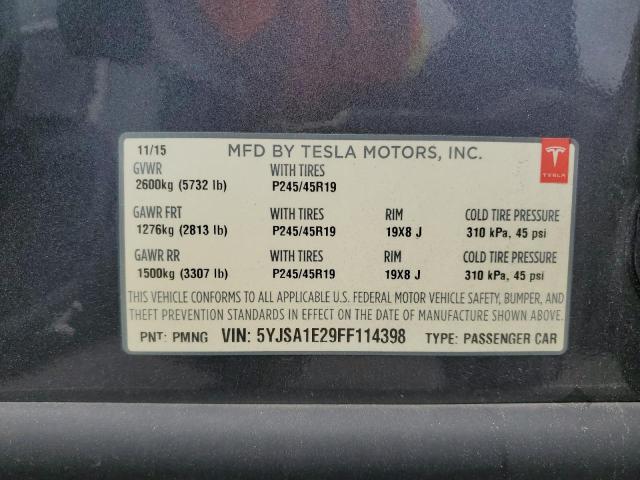 11/15 MFD BY TESLA MOTORS, INC.
GVWR WITH TIRES
2600kg (5732 lb) P245/45R19
TESLA
GAWR FRT WITH TIRES RIM COLD TIRE PRESSURE
1276kg (2813 lb) P245/45R19 19X8 J 310 kPa, 45 psi
GAWR RR WITH TIRES RIM COLD TIRE PRESSURE
1500kg (3307 lb) P245/45R19 19X8 J 310 kPa, 45 psi
THIS VEHICLE CONFORMS TO ALL APPLICABLE U.S. FEDERAL MOTOR VEHICLE SAFETY, BUMPER, AND
THEFT PREVENTION STANDARDS IN EFFECT ON THE DATE OF MANUFACTURE SHOWN ABOVE.
PNT: PMNG VIN: 5YJSA1E29FF114398 TYPE: PASSENGER CAR